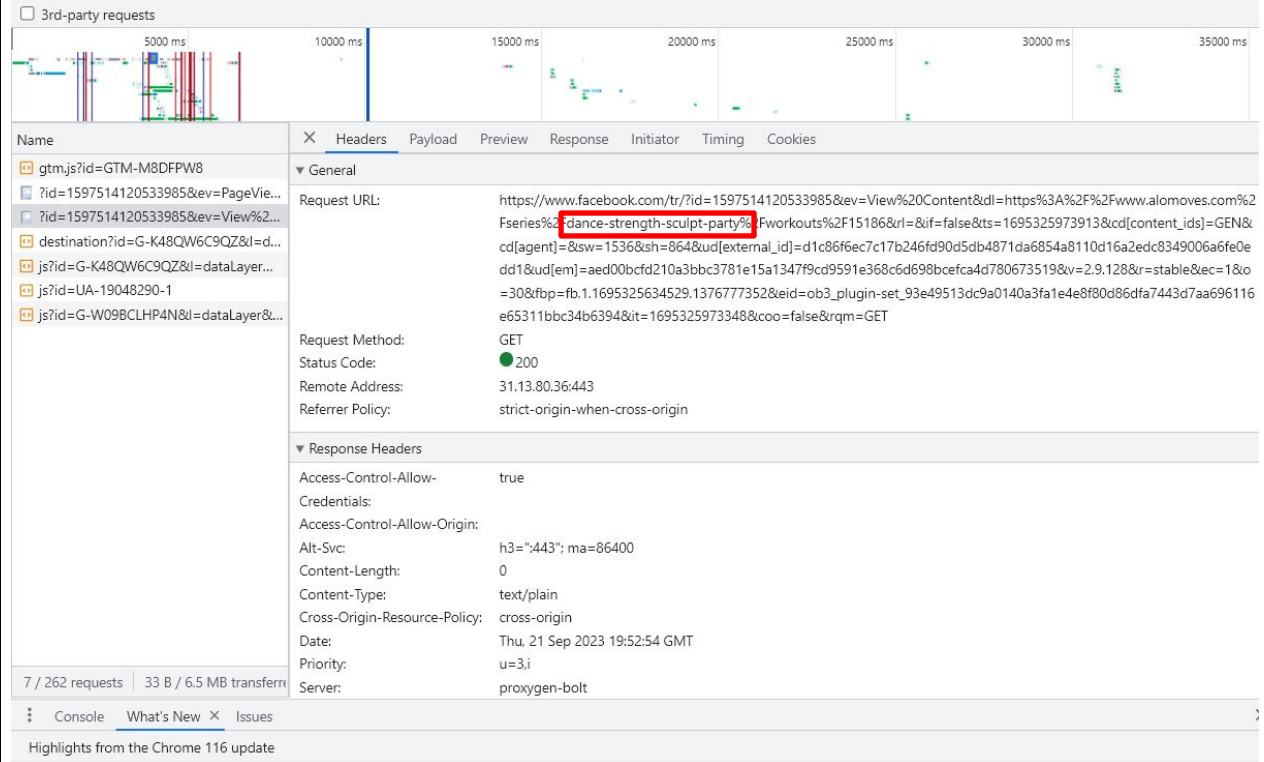 3rd-party requests
5000 ms 10000 ms 15000 ms 20000 ms 25000 ms 30000 ms 35000 ms
Name
gtm.js?id=GTM-M8DFPW8
?id=1597514120533985&ev=PageVie...
?id=1597514120533985&ev=View%2...
destination?id=G-K48QW6C9QZ&l=d...
js?id=G-K48QW6C9QZ&l=dataLayer...
js?id=UA-19048290-1
js?id=G-W09BCLHP4N&l=dataLayer&...
7 / 262 requests 33 B / 6.5 MB transferre
Headers Payload Preview Response Initiator Timing Cookies
General
Request URL: https://www.facebook.com/tr/?id=1597514120533985&ev=View%20Content&dl=https%3A%2F%2Fwww.alomoves.com%2
Fseries%2Fdance-strength-sculpt-party%2Fworkouts%2F15186&rl=&if=false&ts=1695325973913&cd[content_ids]=GEN&
cd[agent]=&sw=1536&sh=864&ud[external_id]=d1c86f6ec7c17b246fd90d5db4871da6854a8110d16a2edc8349006a6fe0e
dd1&ud[em]=aed00bcfd210a3bbc3781e15a1347f9cd9591e368c6d698bcefca4d780673519&v=2.9.128&r=stable&ec=1&o
=30&fbp=fb.1.1695325634529.1376777352&eid=ob3_plugin-set_93e49513dc9a0140a3fa1e4e8f80d86dfa7443d7aa696116
e65311bbc34b6394&it=1695325973348&coo=false&rqm=GET
Request Method: GET
Status Code: 200
Remote Address: 31.13.80.36:443
Referrer Policy: strict-origin-when-cross-origin
Response Headers
Access-Control-Allow- true
Credentials:
Access-Control-Allow-Origin:
Alt-Svc: h3=":443"; ma=86400
Content-Length: 0
Content-Type: text/plain
Cross-Origin-Resource-Policy: cross-origin
Date: Thu, 21 Sep 2023 19:52:54 GMT
Priority: u=3,i
Server: proxygen-bolt
Console What's New Issues
Highlights from the Chrome 116 update